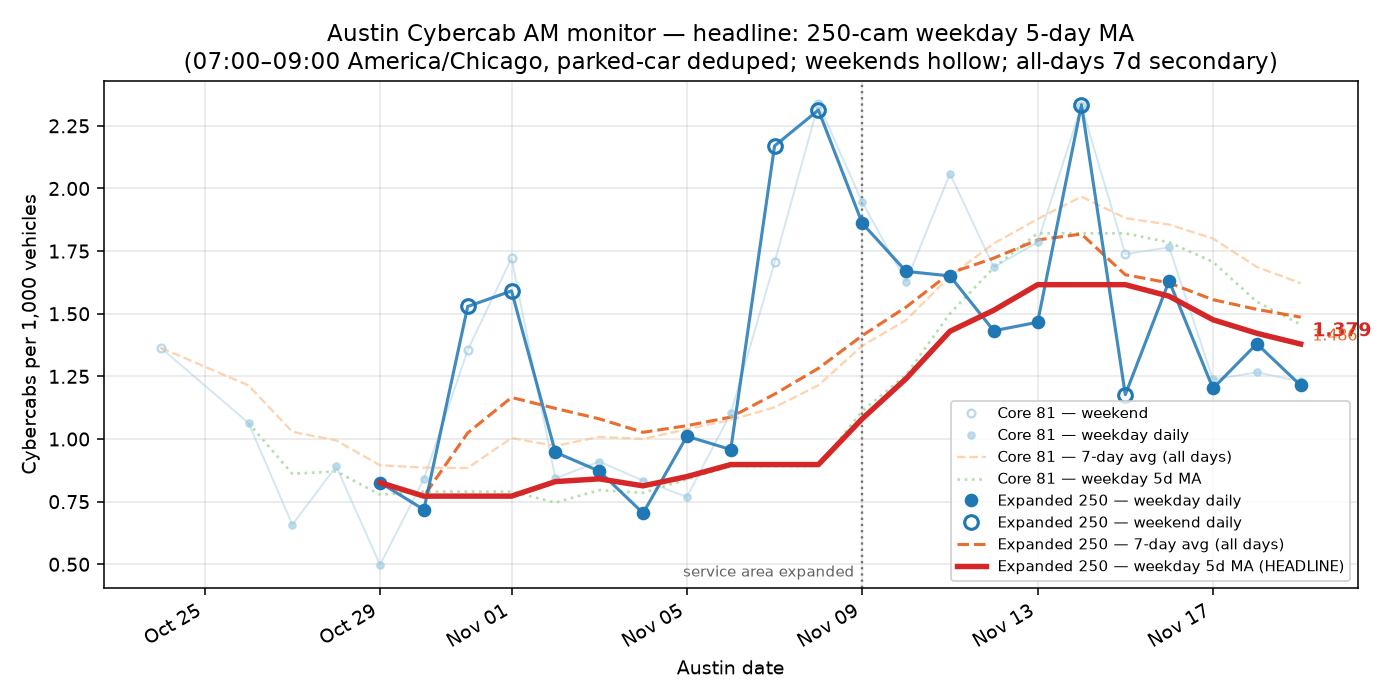 Austin Cybercab AM monitor — headline: 250-cam weekday 5-day MA
(07:00–09:00 America/Chicago, parked-car deduped; weekends hollow; all-days 7d secondary)
Cybercabs per 1,000 vehicles
2.25
2.00
1.75
1.50
1.25
1.00
0.75
0.50
1.379
1.486
service area expanded
Core 81 — weekend
Core 81 — weekday daily
Core 81 — 7-day avg (all days)
Core 81 — weekday 5d MA
Expanded 250 — weekday daily
Expanded 250 — weekend daily
Expanded 250 — 7-day avg (all days)
Expanded 250 — weekday 5d MA (HEADLINE)
Oct 25
Oct 29
Nov 01
Nov 05
Nov 09
Nov 13
Nov 17
Austin date